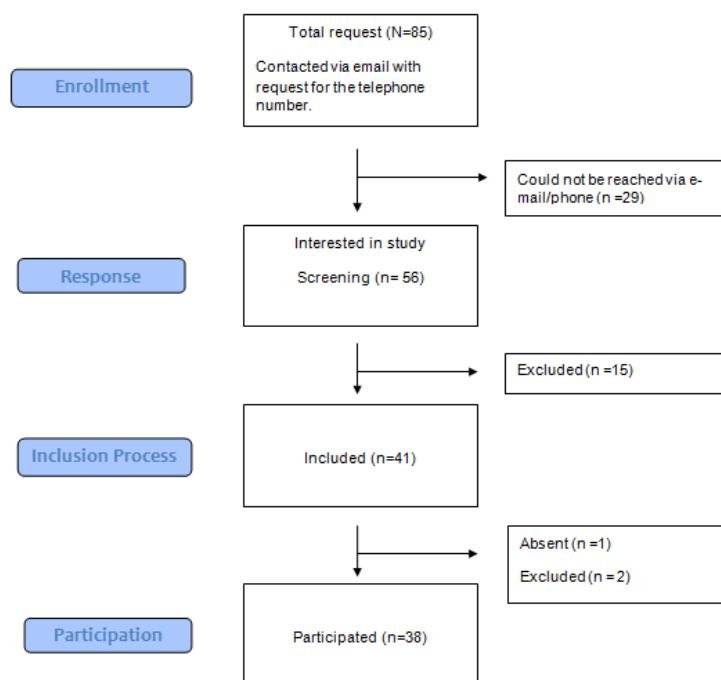 Total request (N=85)
Enrollment
Contacted via email with
request for the telephone
number.
Could not be reached via e-
mail/phone (n =29)
Interested in study
Response
Screening (n= 56)
Excluded (n =15)
Inclusion Process
Included (n=41)
Absent (n =1)
Excluded (n = 2)
Participation
Participated (n=38)